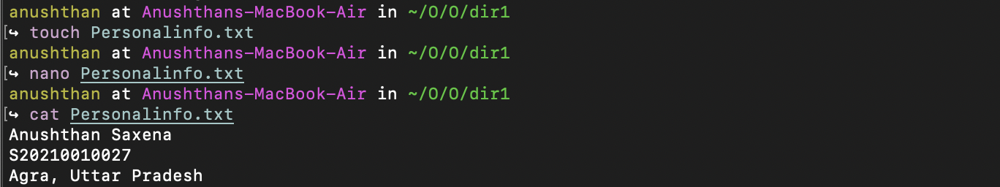 anushthan at Anushthans-MacBook-Air in ~/O/O/dir1
[↪ touch Personalinfo.txt
anushthan at Anushthans-MacBook-Air in ~/O/O/dir1
[↪ nano Personalinfo.txt
anushthan at Anushthans-MacBook-Air in ~/O/O/dir1
[↪ cat Personalinfo.txt
Anushthan Saxena
S20210010027
Agra, Uttar Pradesh